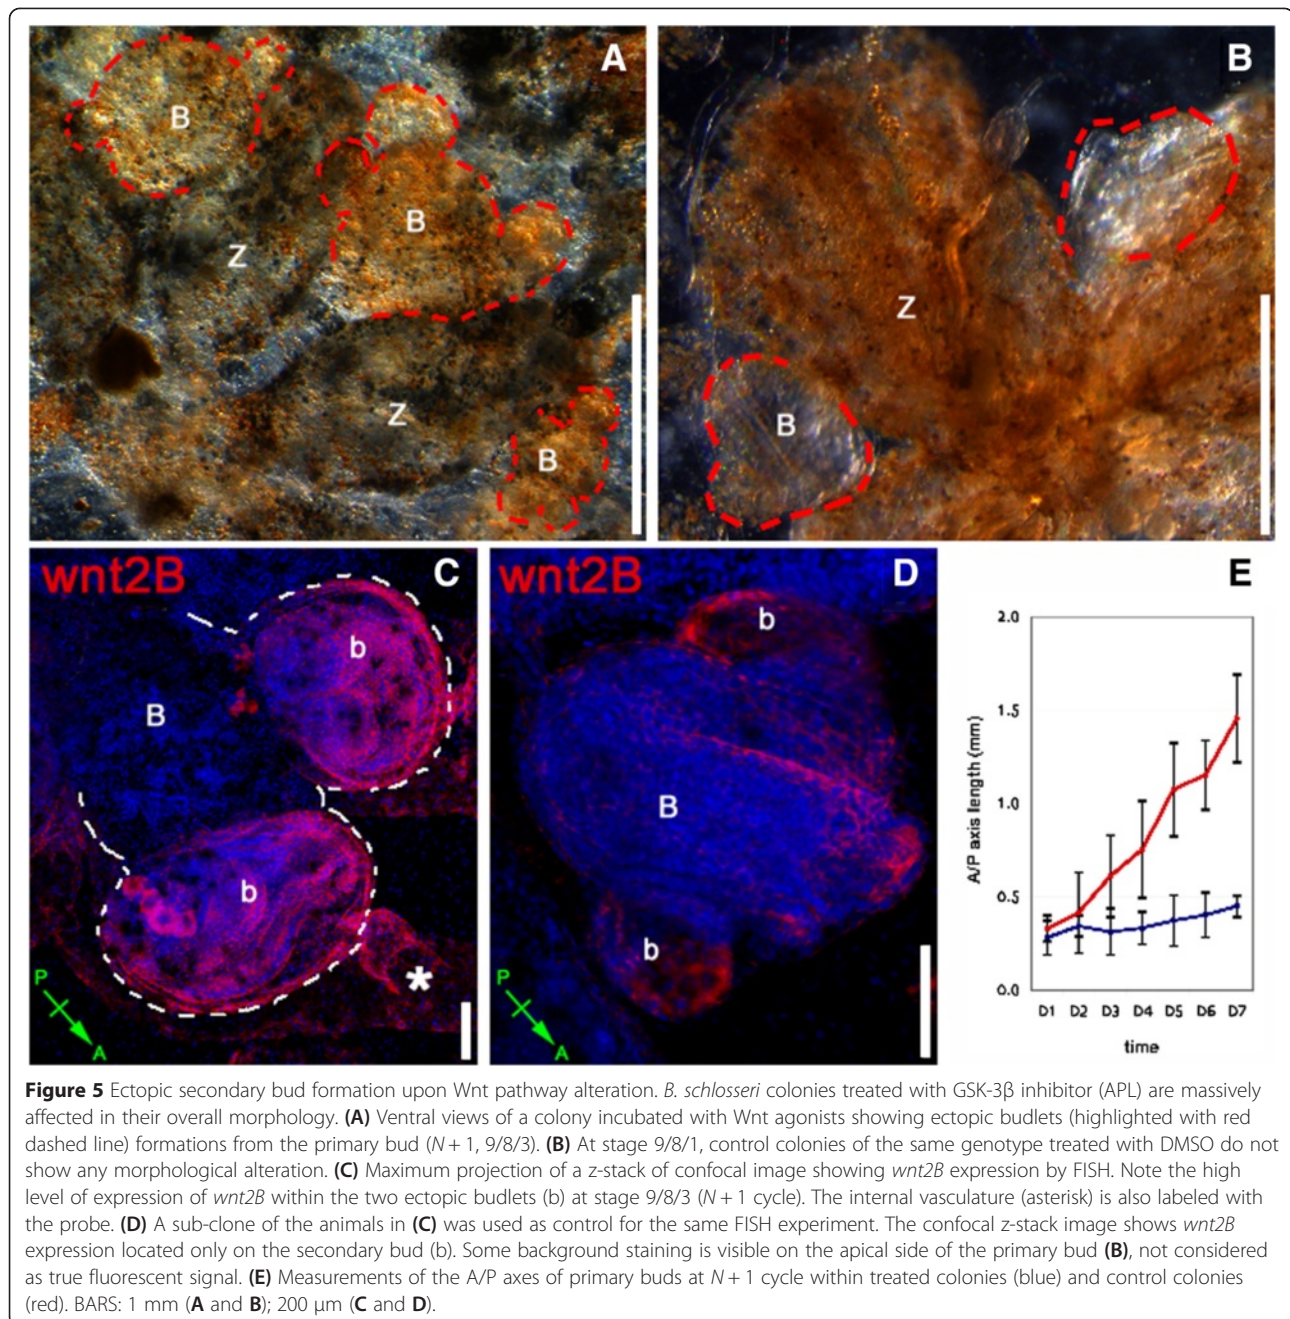 A
B
B
Z
B
Z
B
B
Z
B
wnt2B
C
b
B
b
*
P
A
wnt2B
D
b
B
b
P
A
E
2.0
1.5
1.0
0.5
0.0
A/P axis length (mm)
D1 D2 D3 D4 D5 D6 D7
time
Figure 5 Ectopic secondary bud formation upon Wnt pathway alteration. B. schlosseri colonies treated with GSK-3β inhibitor (APL) are massively
affected in their overall morphology. (A) Ventral views of a colony incubated with Wnt agonists showing ectopic budlets (highlighted with red
dashed line) formations from the primary bud (N + 1, 9/8/3). (B) At stage 9/8/1, control colonies of the same genotype treated with DMSO do not
show any morphological alteration. (C) Maximum projection of a z-stack of confocal image showing wnt2B expression by FISH. Note the high
level of expression of wnt2B within the two ectopic budlets (b) at stage 9/8/3 (N + 1 cycle). The internal vasculature (asterisk) is also labeled with
the probe. (D) A sub-clone of the animals in (C) was used as control for the same FISH experiment. The confocal z-stack image shows wnt2B
expression located only on the secondary bud (b). Some background staining is visible on the apical side of the primary bud (B), not considered
as true fluorescent signal. (E) Measurements of the A/P axes of primary buds at N + 1 cycle within treated colonies (blue) and control colonies
(red). BARS: 1 mm (A and B); 200 μm (C and D).